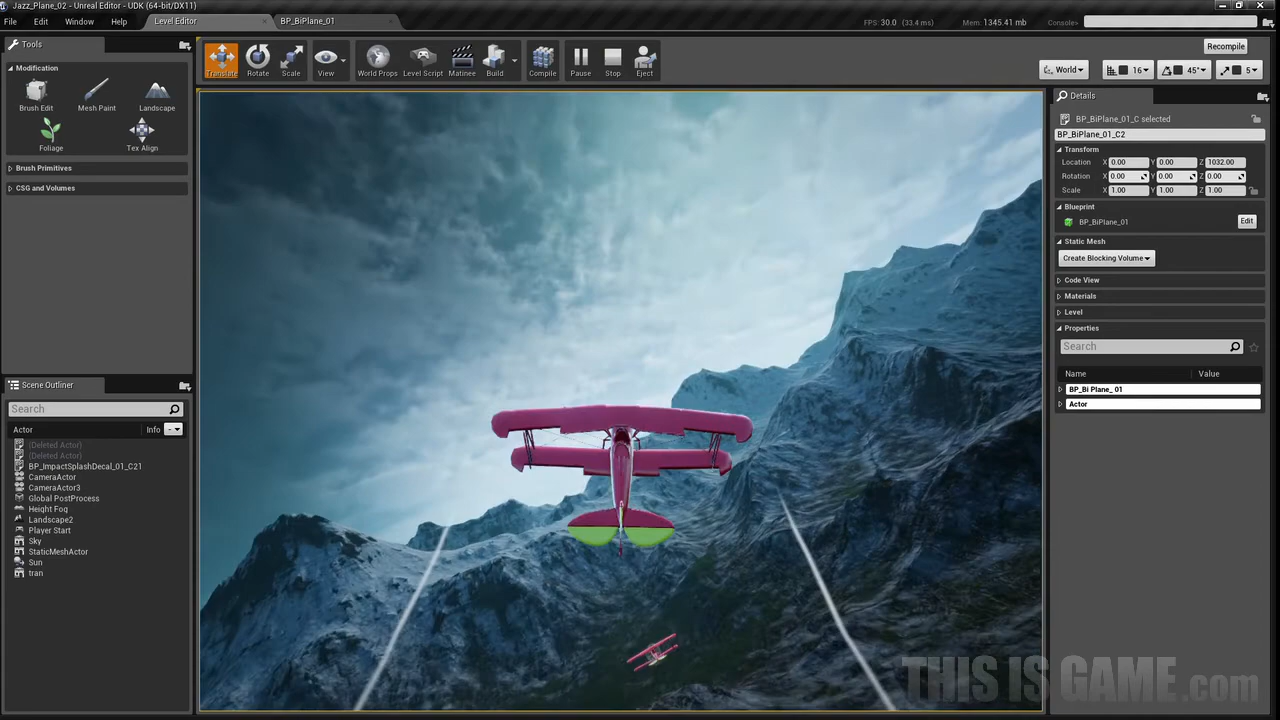 Jazz_Plane_02 - Unreal Editor - UDK (64-bit/DX11)
File Edit Window Help
Level Editor
BP_BiPlane_01
FPS: 30.0 (33.4 ms)
Mem: 1345.41 mb
Console>
Tools
Modification
Brush Edit
Mesh Paint
Landscape
Foliage
Tex Align
Brush Primitives
CSG and Volumes
Translate
Rotate
Scale
View
World Props
Level Script
Matinee
Build
Compile
Pause
Stop
Eject
Recompile
World
16
45°
5
Scene Outliner
Search
Actor
Info
(Deleted Actor)
(Deleted Actor)
BP_ImpactSplashDecal_01_C21
CameraActor
CameraActor3
Global PostProcess
Height Fog
Landscape2
Player Start
Sky
StaticMeshActor
Sun
tran
Details
BP_BiPlane_01_C selected
BP_BiPlane_01_C2
Transform
Location X 0.00 Y 0.00 Z 1032.00
Rotation X 0.00 Y 0.00 Z 0.00
Scale X 1.00 Y 1.00 Z 1.00
Blueprint
BP_BiPlane_01
Edit
Static Mesh
Create Blocking Volume
Code View
Materials
Level
Properties
Search
Name Value
BP_Bi Plane_ 01
Actor
THIS IS GAME.com